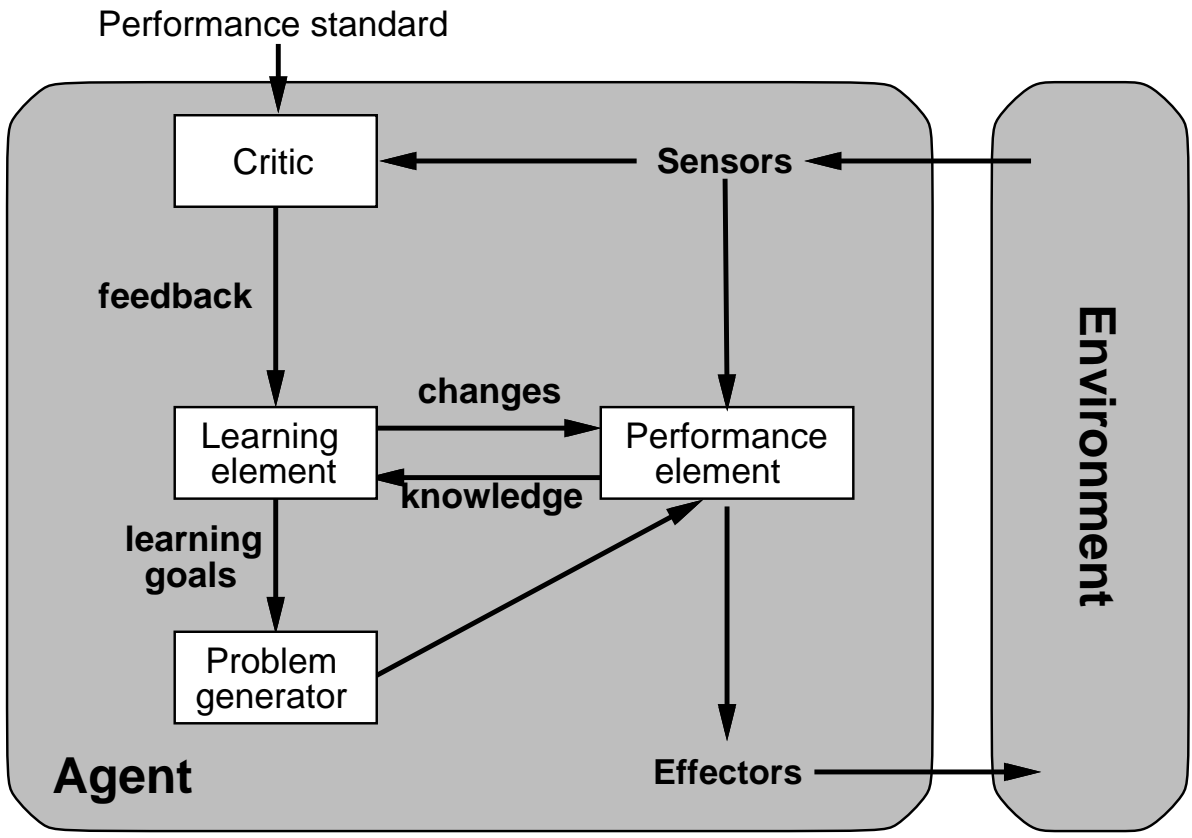 Performance standard
Critic
Sensors
feedback
changes
Learning
element
Performance
element
knowledge
learning
goals
Problem
generator
Agent
Effectors
Environment